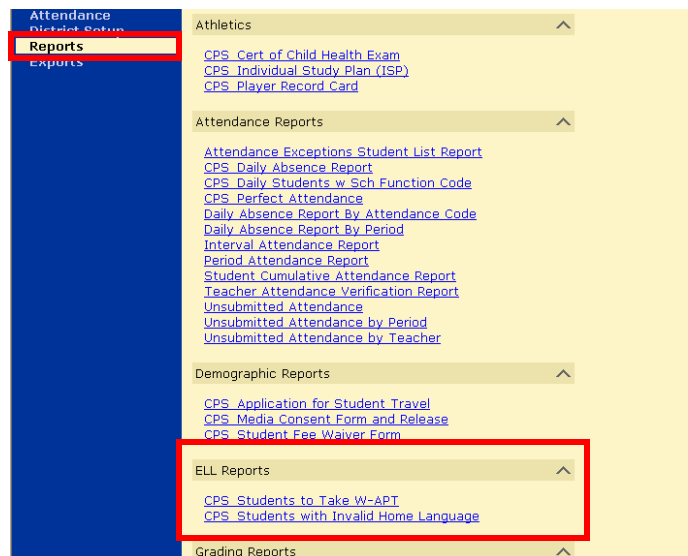 Attendance
District Setup
Reports
Exports
Athletics
CPS Cert of Child Health Exam
CPS Individual Study Plan (ISP)
CPS Player Record Card
Attendance Reports
Attendance Exceptions Student List Report
CPS Daily Absence Report
CPS Daily Students w Sch Function Code
CPS Perfect Attendance
Daily Absence Report By Attendance Code
Daily Absence Report By Period
Interval Attendance Report
Period Attendance Report
Student Cumulative Attendance Report
Teacher Attendance Verification Report
Unsubmitted Attendance
Unsubmitted Attendance by Period
Unsubmitted Attendance by Teacher
Demographic Reports
CPS Application for Student Travel
CPS Media Consent Form and Release
CPS Student Fee Waiver Form
ELL Reports
CPS Students to Take W-APT
CPS Students with Invalid Home Language
Grading Reports